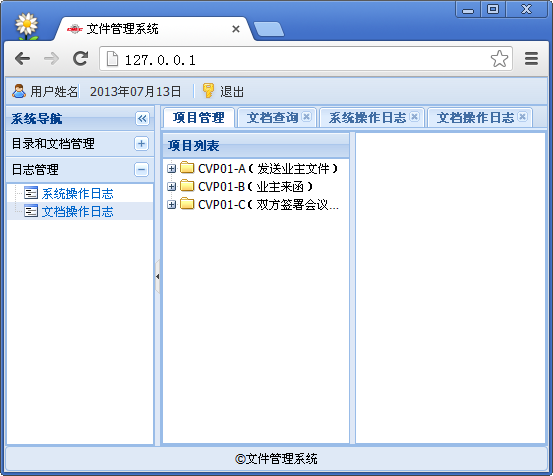 文件管理系统
127.0.0.1
用户姓名 2013年07月13日 退出
系统导航
目录和文档管理
日志管理
系统操作日志
文档操作日志
项目管理 文档查询 系统操作日志 文档操作日志
项目列表
CVP01-A ( 发送业主文件 )
CVP01-B ( 业主来函 )
CVP01-C ( 双方签署会议...
©文件管理系统